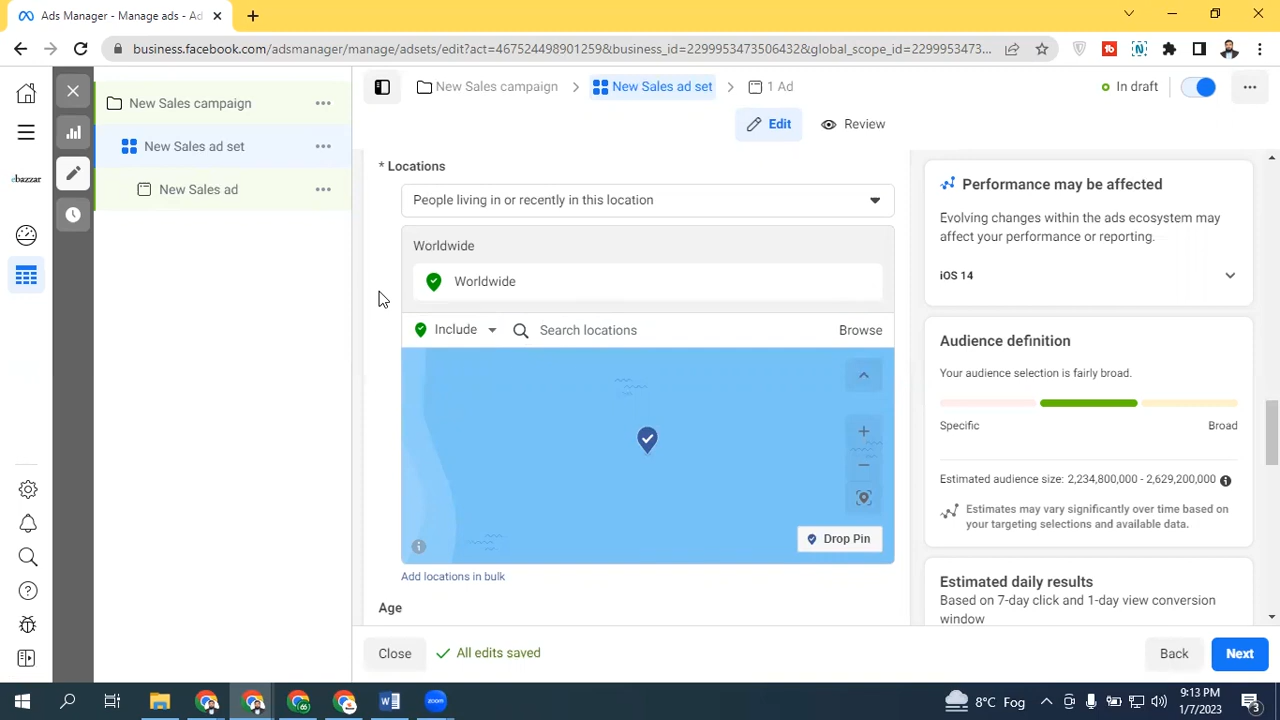 Ads Manager - Manage ads - Ad
business.facebook.com/adsmanager/manage/adsets/edit?act=467524498901259&business_id=2299953473506432&global_scope_id=2299953473...
New Sales campaign
New Sales ad set
New Sales ad
ebazzar
New Sales campaign
New Sales ad set
1 Ad
In draft
Edit
Review
* Locations
People living in or recently in this location
Worldwide
Worldwide
Include
Search locations
Browse
Drop Pin
Add locations in bulk
Age
Performance may be affected
Evolving changes within the ads ecosystem may
affect your performance or reporting.
iOS 14
Audience definition
Your audience selection is fairly broad.
Specific
Broad
Estimated audience size: 2,234,800,000 - 2,629,200,000
Estimates may vary significantly over time based on
your targeting selections and available data.
Estimated daily results
Based on 7-day click and 1-day view conversion
window
Close
All edits saved
Back
Next
zoom
8°C Fog
9:13 PM
1/7/2023
3